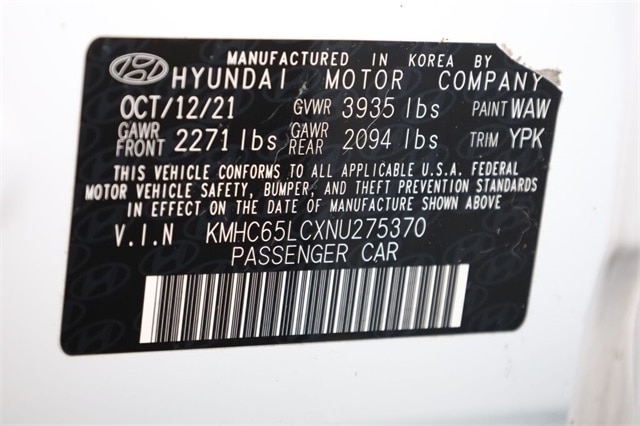 MANUFACTURED IN KOREA BY
HYUNDAI MOTOR COMPANY
OCT/12/21 GVWR 3935 lbs PAINT WAW
GAWR FRONT 2271 lbs GAWR REAR 2094 lbs TRIM YPK
THIS VEHICLE CONFORMS TO ALL APPLICABLE U.S.A. FEDERAL
MOTOR VEHICLE SAFETY, BUMPER, AND THEFT PREVENTION STANDARDS
IN EFFECT ON THE DATE OF MANUFACTURE SHOWN ABOVE
V.I.N KMHC65LCXNU275370
PASSENGER CAR